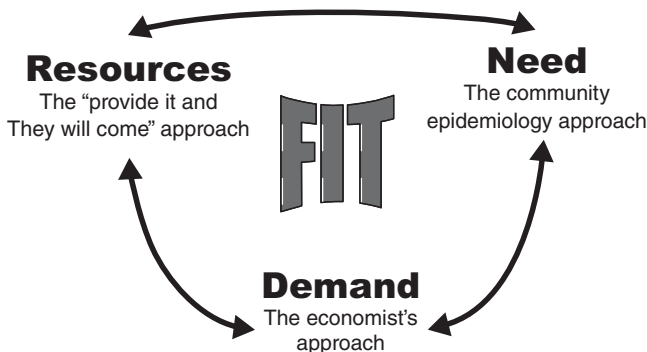 Resources
The “provide it and
They will come” approach
Need
The community
epidemiology approach
FIT
Demand
The economist’s
approach